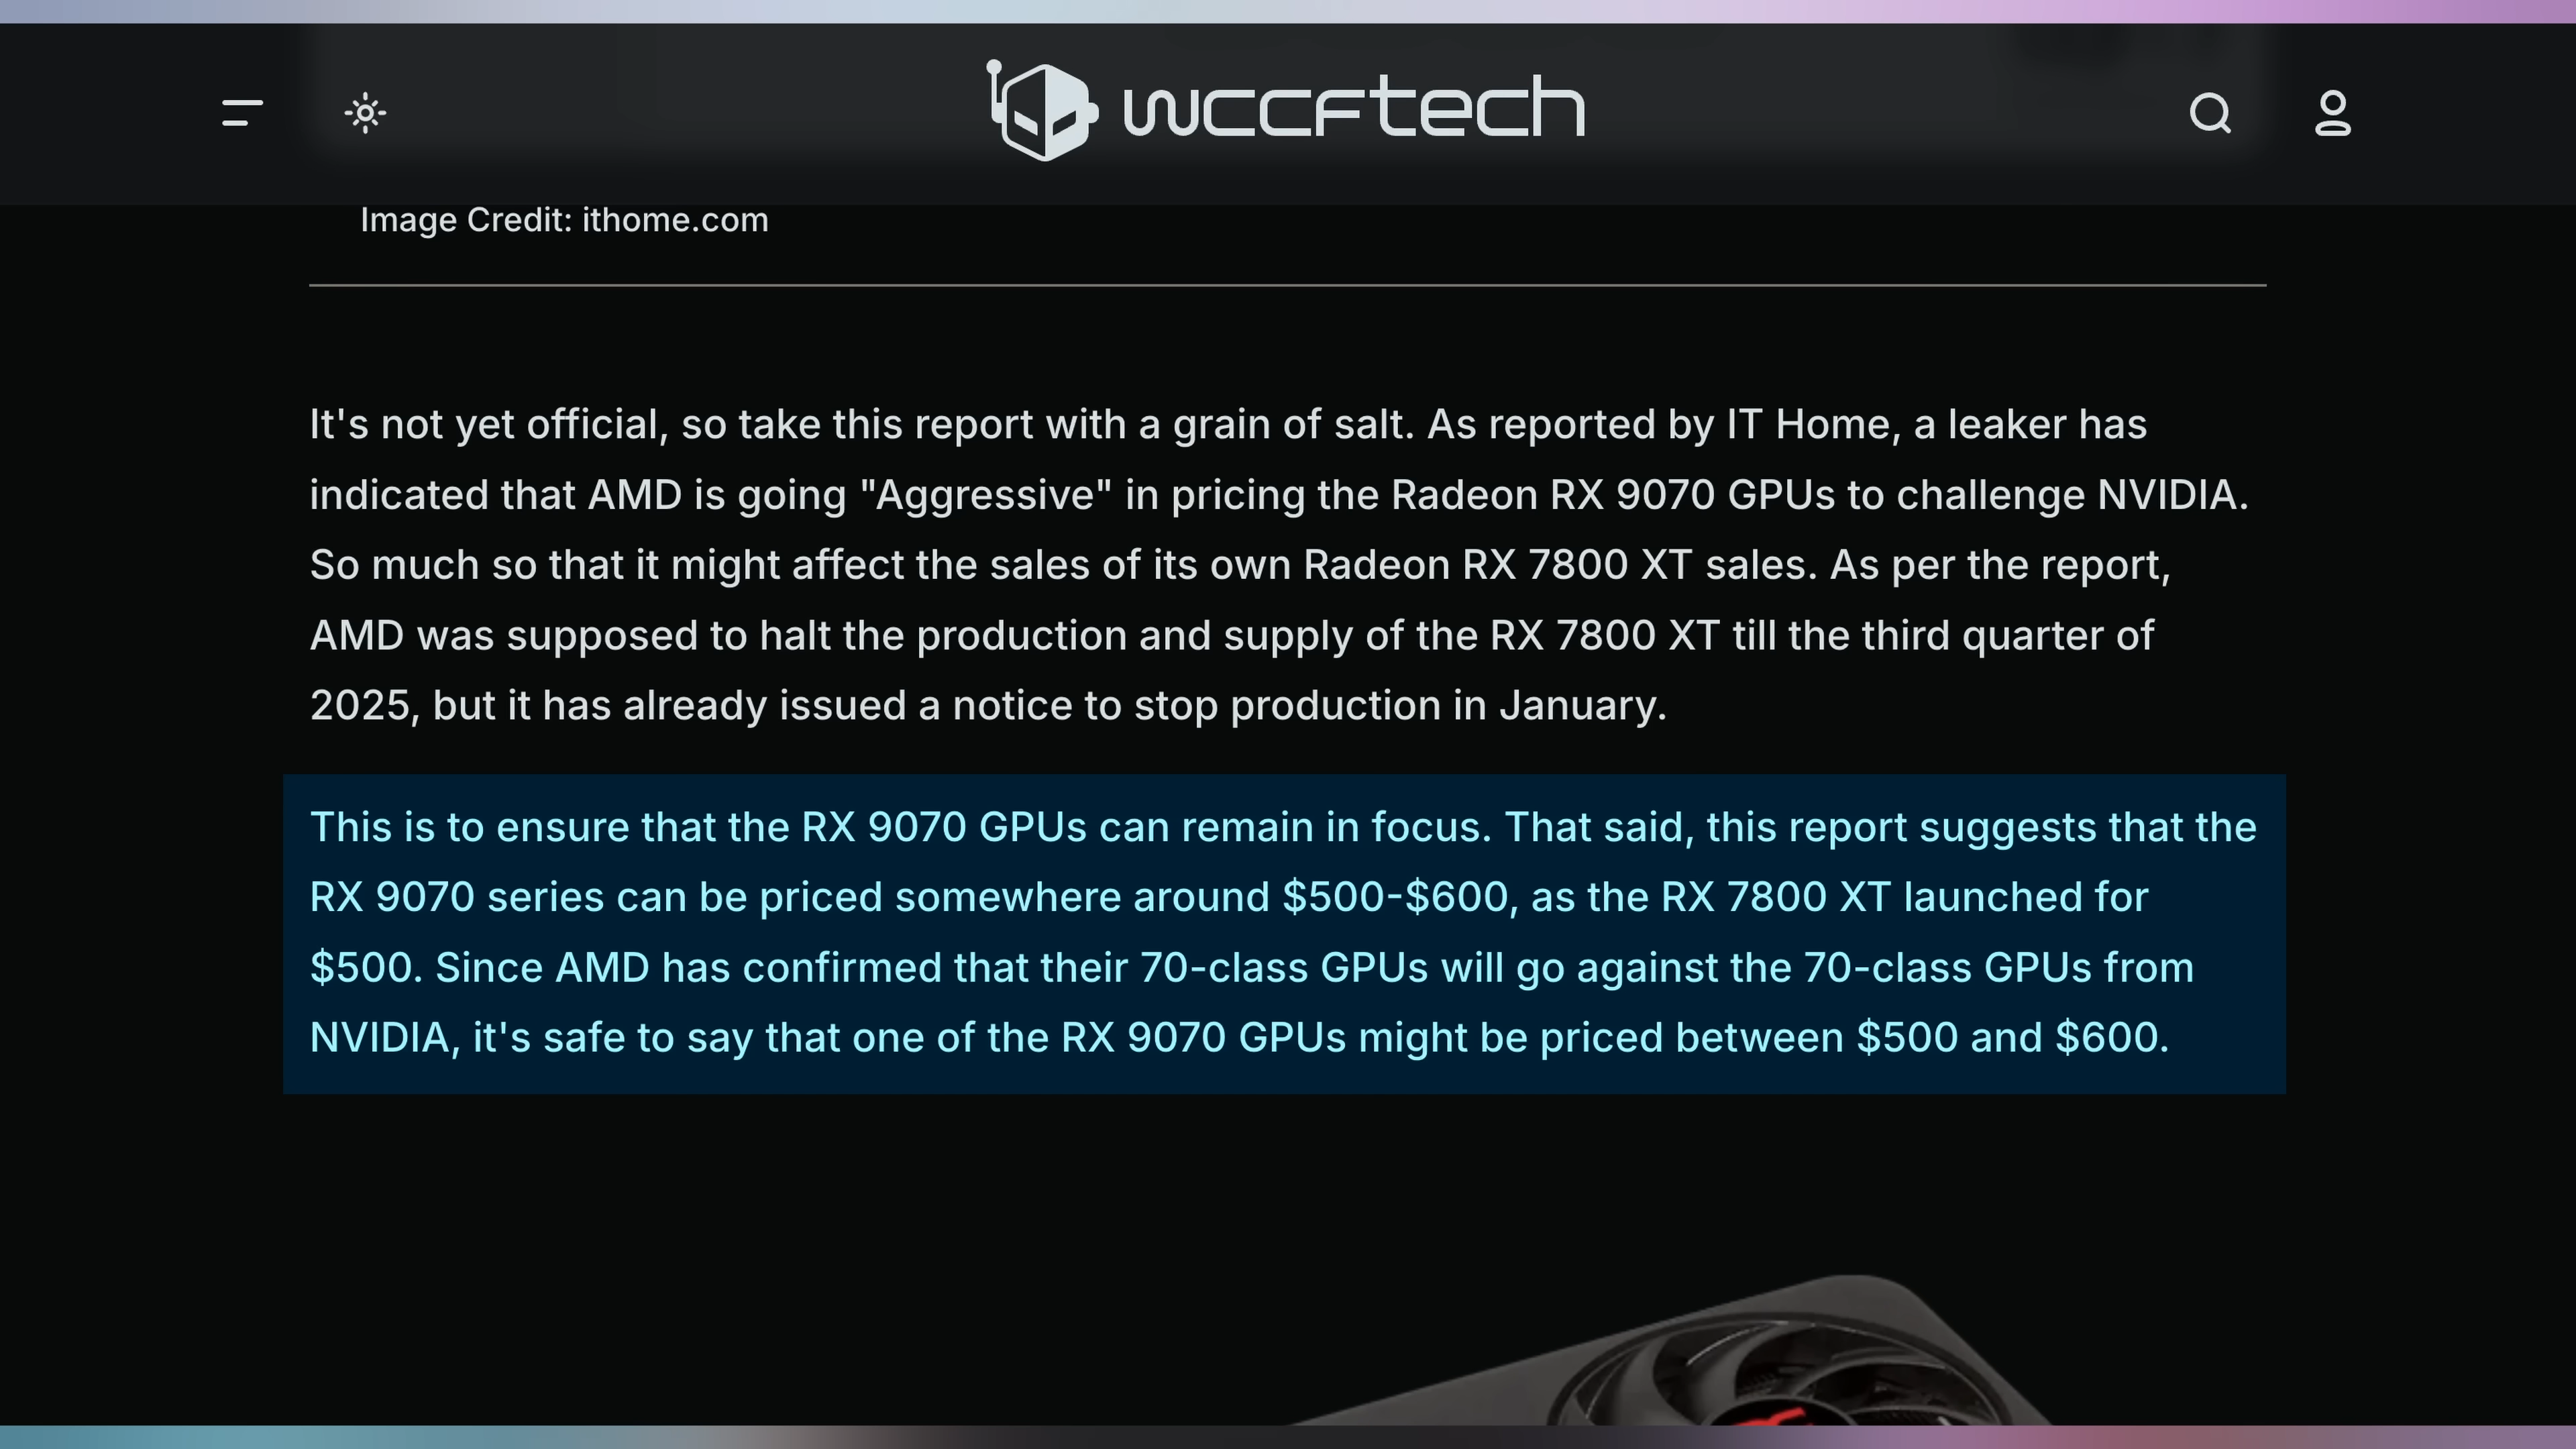 wccftech
Image Credit: ithome.com
It's not yet official, so take this report with a grain of salt. As reported by IT Home, a leaker has
indicated that AMD is going "Aggressive" in pricing the Radeon RX 9070 GPUs to challenge NVIDIA.
So much so that it might affect the sales of its own Radeon RX 7800 XT sales. As per the report,
AMD was supposed to halt the production and supply of the RX 7800 XT till the third quarter of
2025, but it has already issued a notice to stop production in January.
This is to ensure that the RX 9070 GPUs can remain in focus. That said, this report suggests that the
RX 9070 series can be priced somewhere around $500-$600, as the RX 7800 XT launched for
$500. Since AMD has confirmed that their 70-class GPUs will go against the 70-class GPUs from
NVIDIA, it's safe to say that one of the RX 9070 GPUs might be priced between $500 and $600.